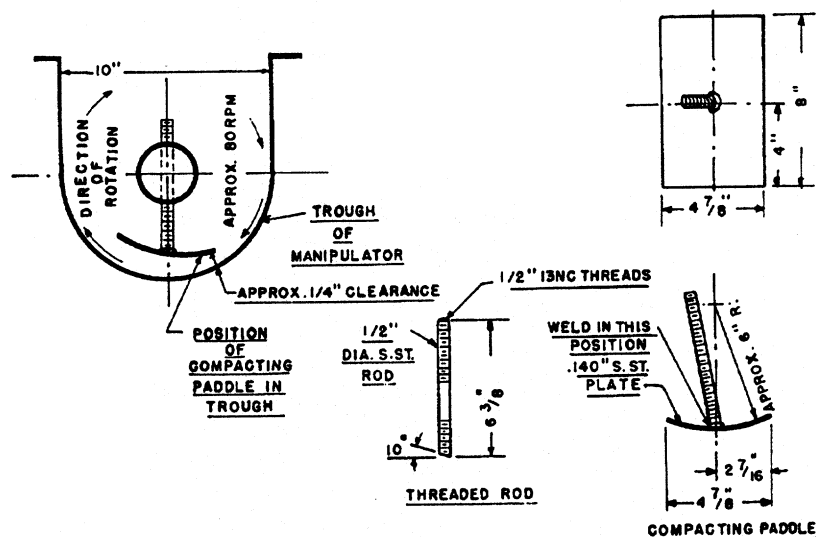 10"
DIRECTION
OF
ROTATION
APPROX. 80 RPM
TROUGH
OF
MANIPULATOR
APPROX. 1/4" CLEARANCE
POSITION
OF
COMPACTING
PADDLE IN
TROUGH
8"
4"
4 7/8"
1/2" 13NC THREADS
1/2"
DIA. S.ST.
ROD
6 3/8"
10°
THREADED ROD
WELD IN THIS
POSITION
.140" S.ST.
PLATE
APPROX. 6" R.
2 7/16"
4 7/8"
COMPACTING PADDLE